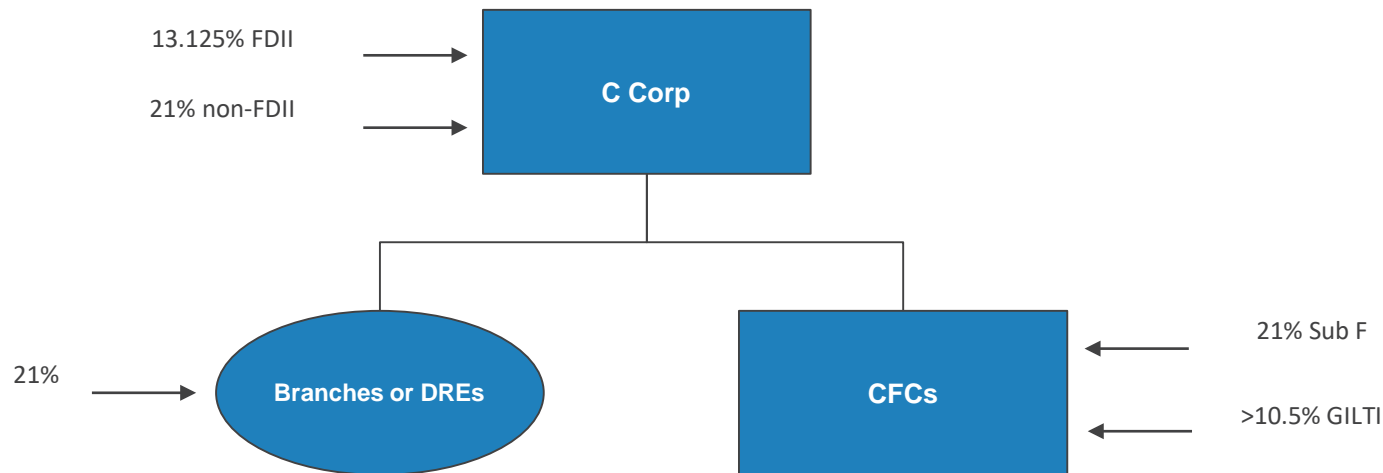 13.125% FDII
21% non-FDII
C Corp
21%
Branches or DREs
CFCs
21% Sub F
>10.5% GILTI